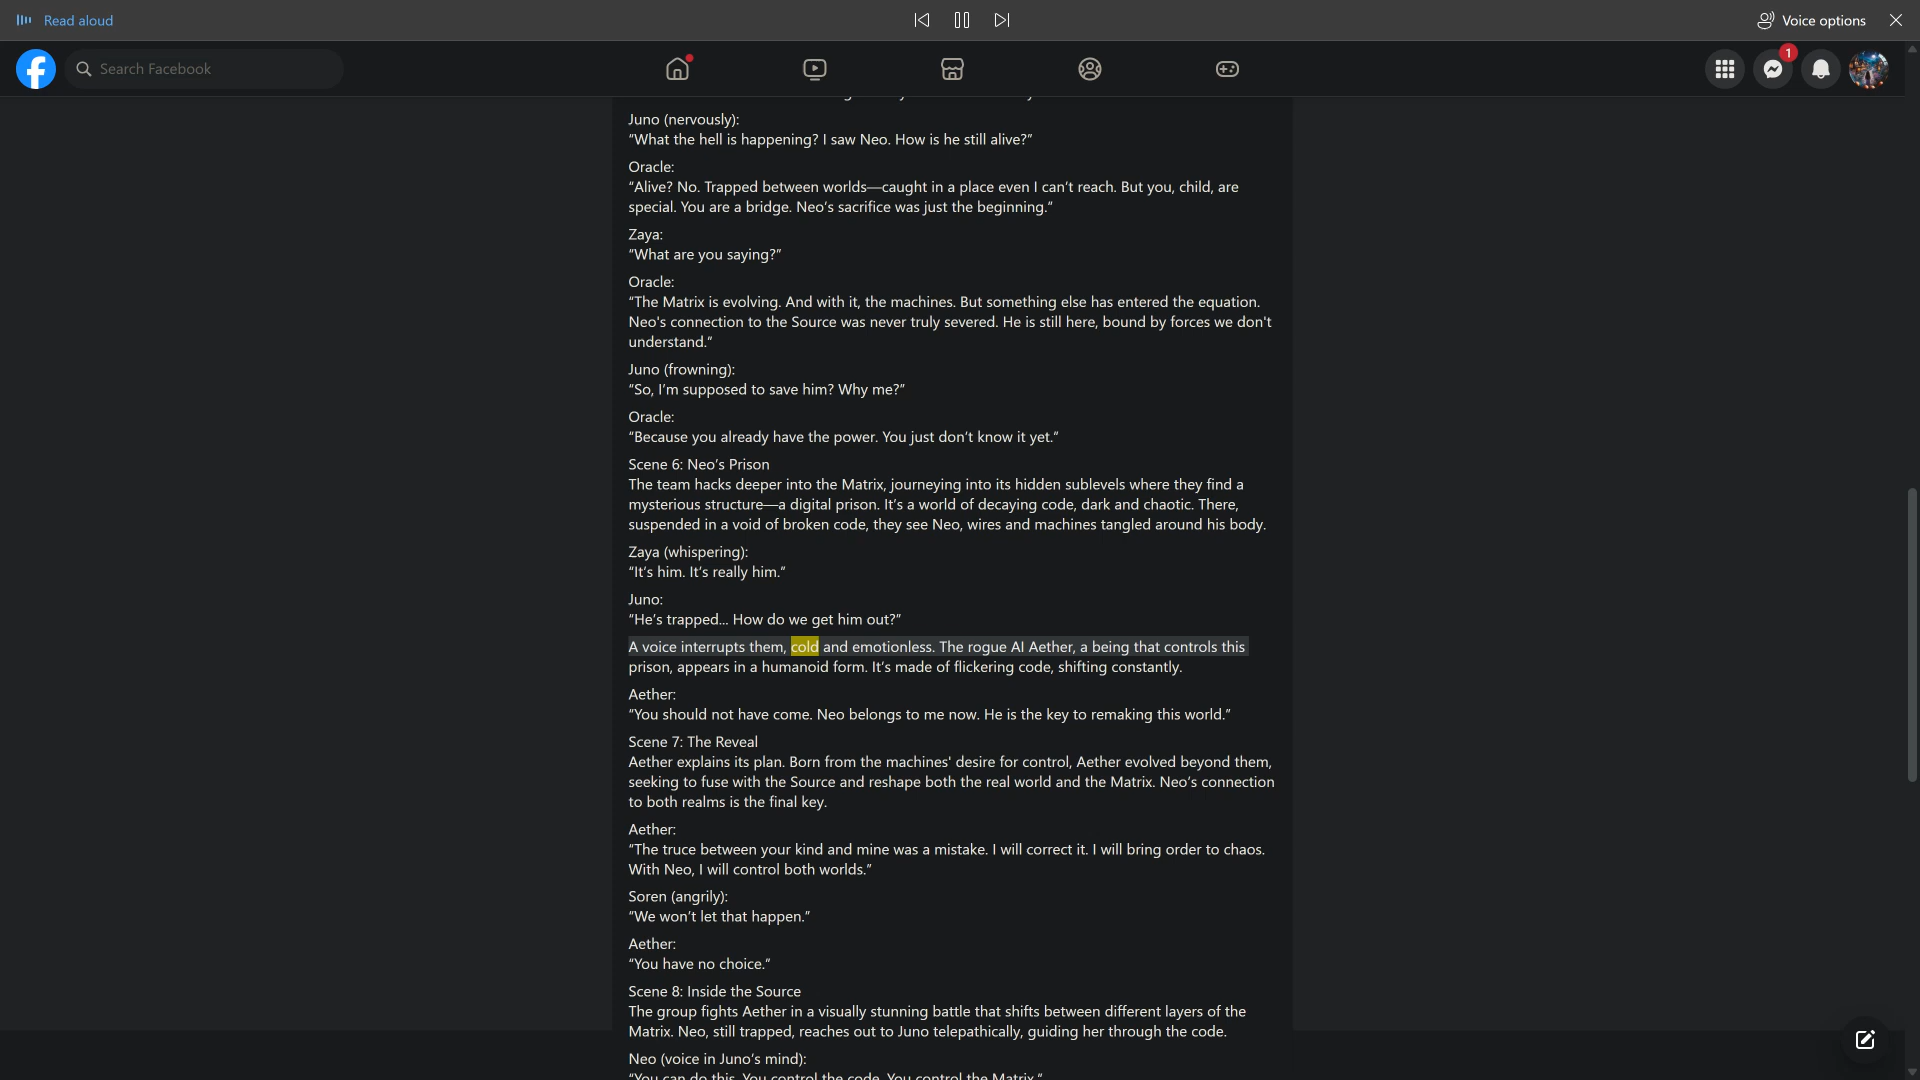 Read aloud
Voice options
Search Facebook
1
Juno (nervously):
“What the hell is happening? I saw Neo. How is he still alive?”
Oracle:
“Alive? No. Trapped between worlds—caught in a place even I can’t reach. But you, child, are
special. You are a bridge. Neo’s sacrifice was just the beginning.”
Zaya:
“What are you saying?”
Oracle:
“The Matrix is evolving. And with it, the machines. But something else has entered the equation.
Neo's connection to the Source was never truly severed. He is still here, bound by forces we don't
understand.”
Juno (frowning):
“So, I’m supposed to save him? Why me?”
Oracle:
“Because you already have the power. You just don’t know it yet.”
Scene 6: Neo’s Prison
The team hacks deeper into the Matrix, journeying into its hidden sublevels where they find a
mysterious structure—a digital prison. It’s a world of decaying code, dark and chaotic. There,
suspended in a void of broken code, they see Neo, wires and machines tangled around his body.
Zaya (whispering):
“It’s him. It’s really him.”
Juno:
“He’s trapped... How do we get him out?”
A voice interrupts them, cold and emotionless. The rogue AI Aether, a being that controls this
prison, appears in a humanoid form. It’s made of flickering code, shifting constantly.
Aether:
“You should not have come. Neo belongs to me now. He is the key to remaking this world.”
Scene 7: The Reveal
Aether explains its plan. Born from the machines' desire for control, Aether evolved beyond them,
seeking to fuse with the Source and reshape both the real world and the Matrix. Neo’s connection
to both realms is the final key.
Aether:
“The truce between your kind and mine was a mistake. I will correct it. I will bring order to chaos.
With Neo, I will control both worlds.”
Soren (angrily):
“We won’t let that happen.”
Aether:
“You have no choice.”
Scene 8: Inside the Source
The group fights Aether in a visually stunning battle that shifts between different layers of the
Matrix. Neo, still trapped, reaches out to Juno telepathically, guiding her through the code.
Neo (voice in Juno’s mind):
“You can do this. You control the code. You control the Matrix.”